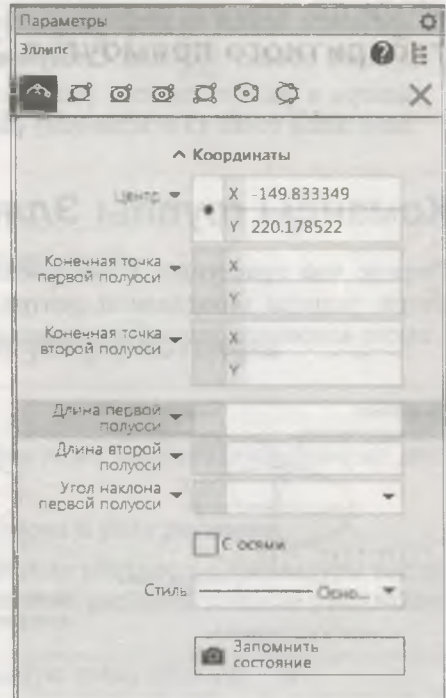 Параметры
Эллипс
Координаты
Центр
X -149.833349
Y 220.178522
Конечная точка
первой полуоси
X
Y
Конечная точка
второй полуоси
X
Y
Длина первой
полуоси
Длина второй
полуоси
Угол наклона
первой полуоси
С осями
Стиль
Осно...
Запомнить
состояние